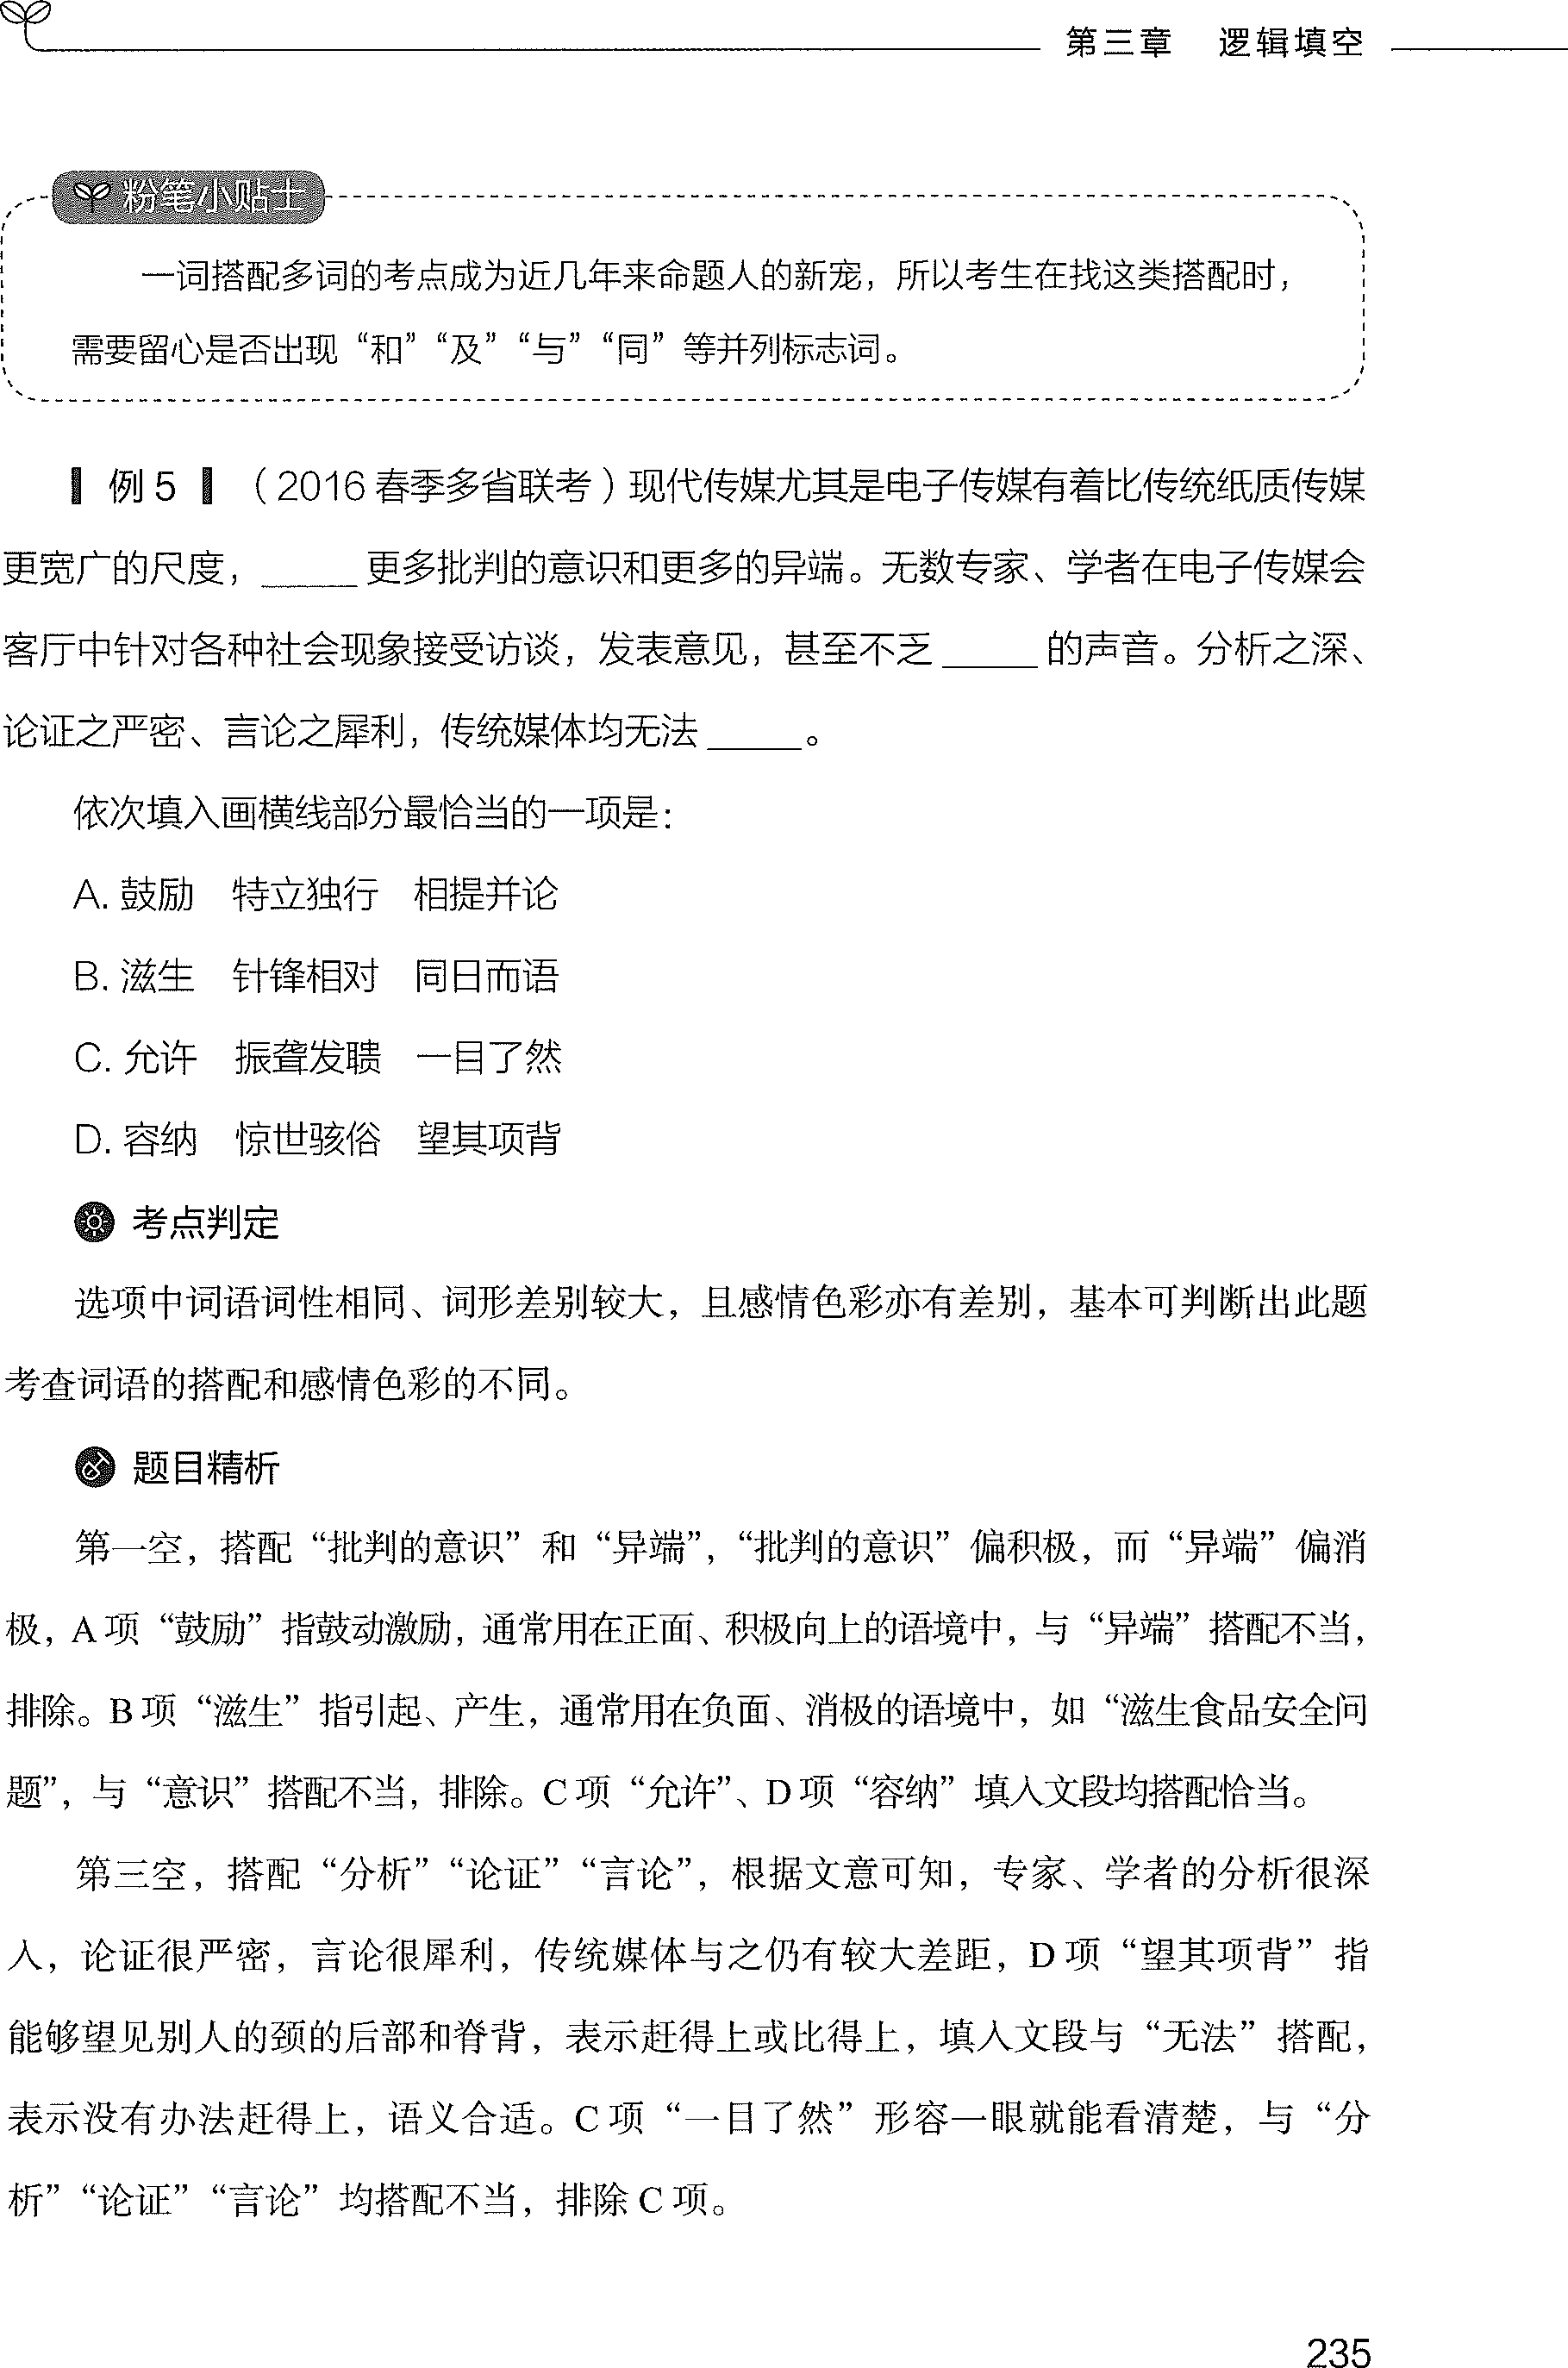 第三章 逻辑填空
粉笔小贴士
一词搭配多词的考点成为近几年来命题人的新宠，所以考生在找这类搭配时，
需要留心是否出现“和”“及”“与”“同”等并列标志词。
例5 （2016春季多省联考）现代传媒尤其是电子传媒有着比传统纸质传媒
更宽广的尺度，_____更多批判的意识和更多的异端。无数专家、学者在电子传媒会
客厅中针对各种社会现象接受访谈，发表意见，甚至不乏_____的声音。分析之深、
论证之严密、言论之犀利，传统媒体均无法_____。
依次填入画横线部分最恰当的一项是：
A. 鼓励 特立独行 相提并论
B. 滋生 针锋相对 同日而语
C. 允许 振聋发聩 一目了然
D. 容纳 惊世骇俗 望其项背
考点判定
选项中词语词性相同、词形差别较大，且感情色彩亦有差别，基本可判断出此题
考查词语的搭配和感情色彩的不同。
题目精析
第一空，搭配“批判的意识”和“异端”，“批判的意识”偏积极，而“异端”偏消
极，A项“鼓励”指鼓动激励，通常用在正面、积极向上的语境中，与“异端”搭配不当，
排除。B项“滋生”指引起、产生，通常用在负面、消极的语境中，如“滋生食品安全问
题”，与“意识”搭配不当，排除。C项“允许”、D项“容纳”填入文段均搭配恰当。
第三空，搭配“分析”“论证”“言论”，根据文意可知，专家、学者的分析很深
入，论证很严密，言论很犀利，传统媒体与之仍有较大差距，D项“望其项背”指
能够望见别人的颈的后部和脊背，表示赶得上或比得上，填入文段与“无法”搭配，
表示没有办法赶得上，语义合适。C项“一目了然”形容一眼就能看清楚，与“分
析”“论证”“言论”均搭配不当，排除C项。
235